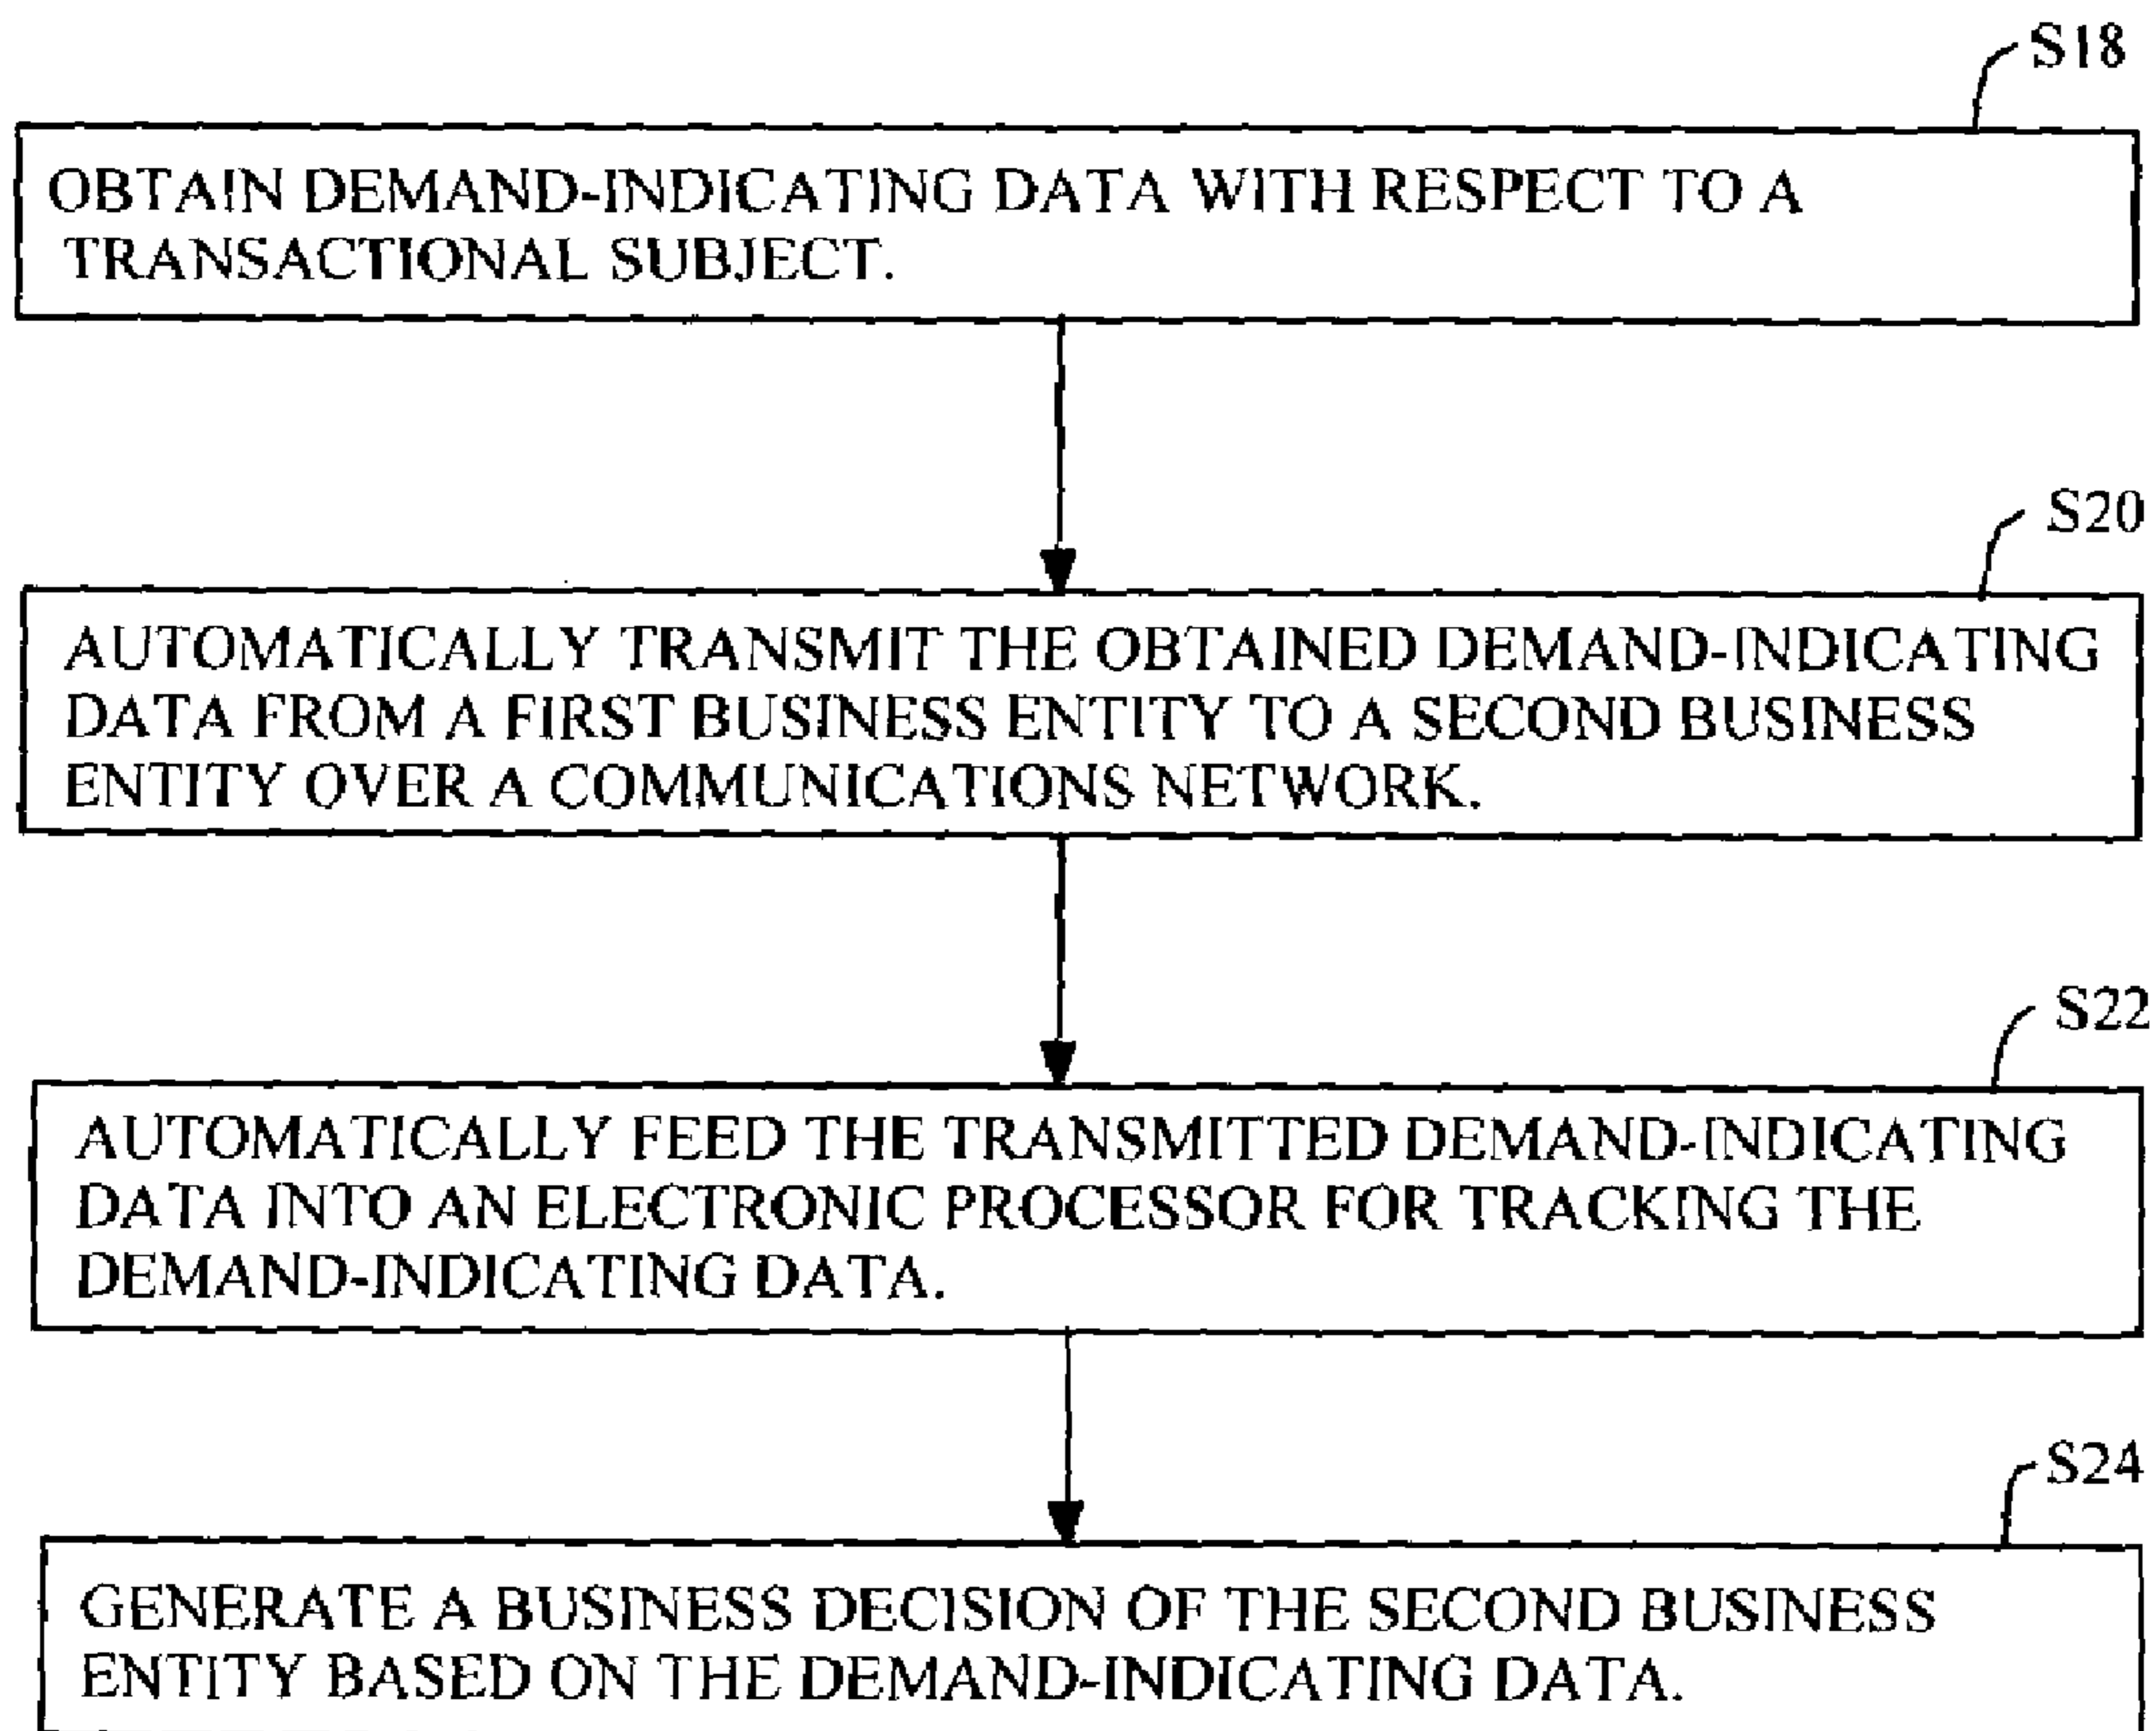 S18
OBTAIN DEMAND-INDICATING DATA WITH RESPECT TO A
TRANSACTIONAL SUBJECT.
S20
AUTOMATICALLY TRANSMIT THE OBTAINED DEMAND-INDICATING
DATA FROM A FIRST BUSINESS ENTITY TO A SECOND BUSINESS
ENTITY OVER A COMMUNICATIONS NETWORK.
S22
AUTOMATICALLY FEED THE TRANSMITTED DEMAND-INDICATING
DATA INTO AN ELECTRONIC PROCESSOR FOR TRACKING THE
DEMAND-INDICATING DATA.
S24
GENERATE A BUSINESS DECISION OF THE SECOND BUSINESS
ENTITY BASED ON THE DEMAND-INDICATING DATA.